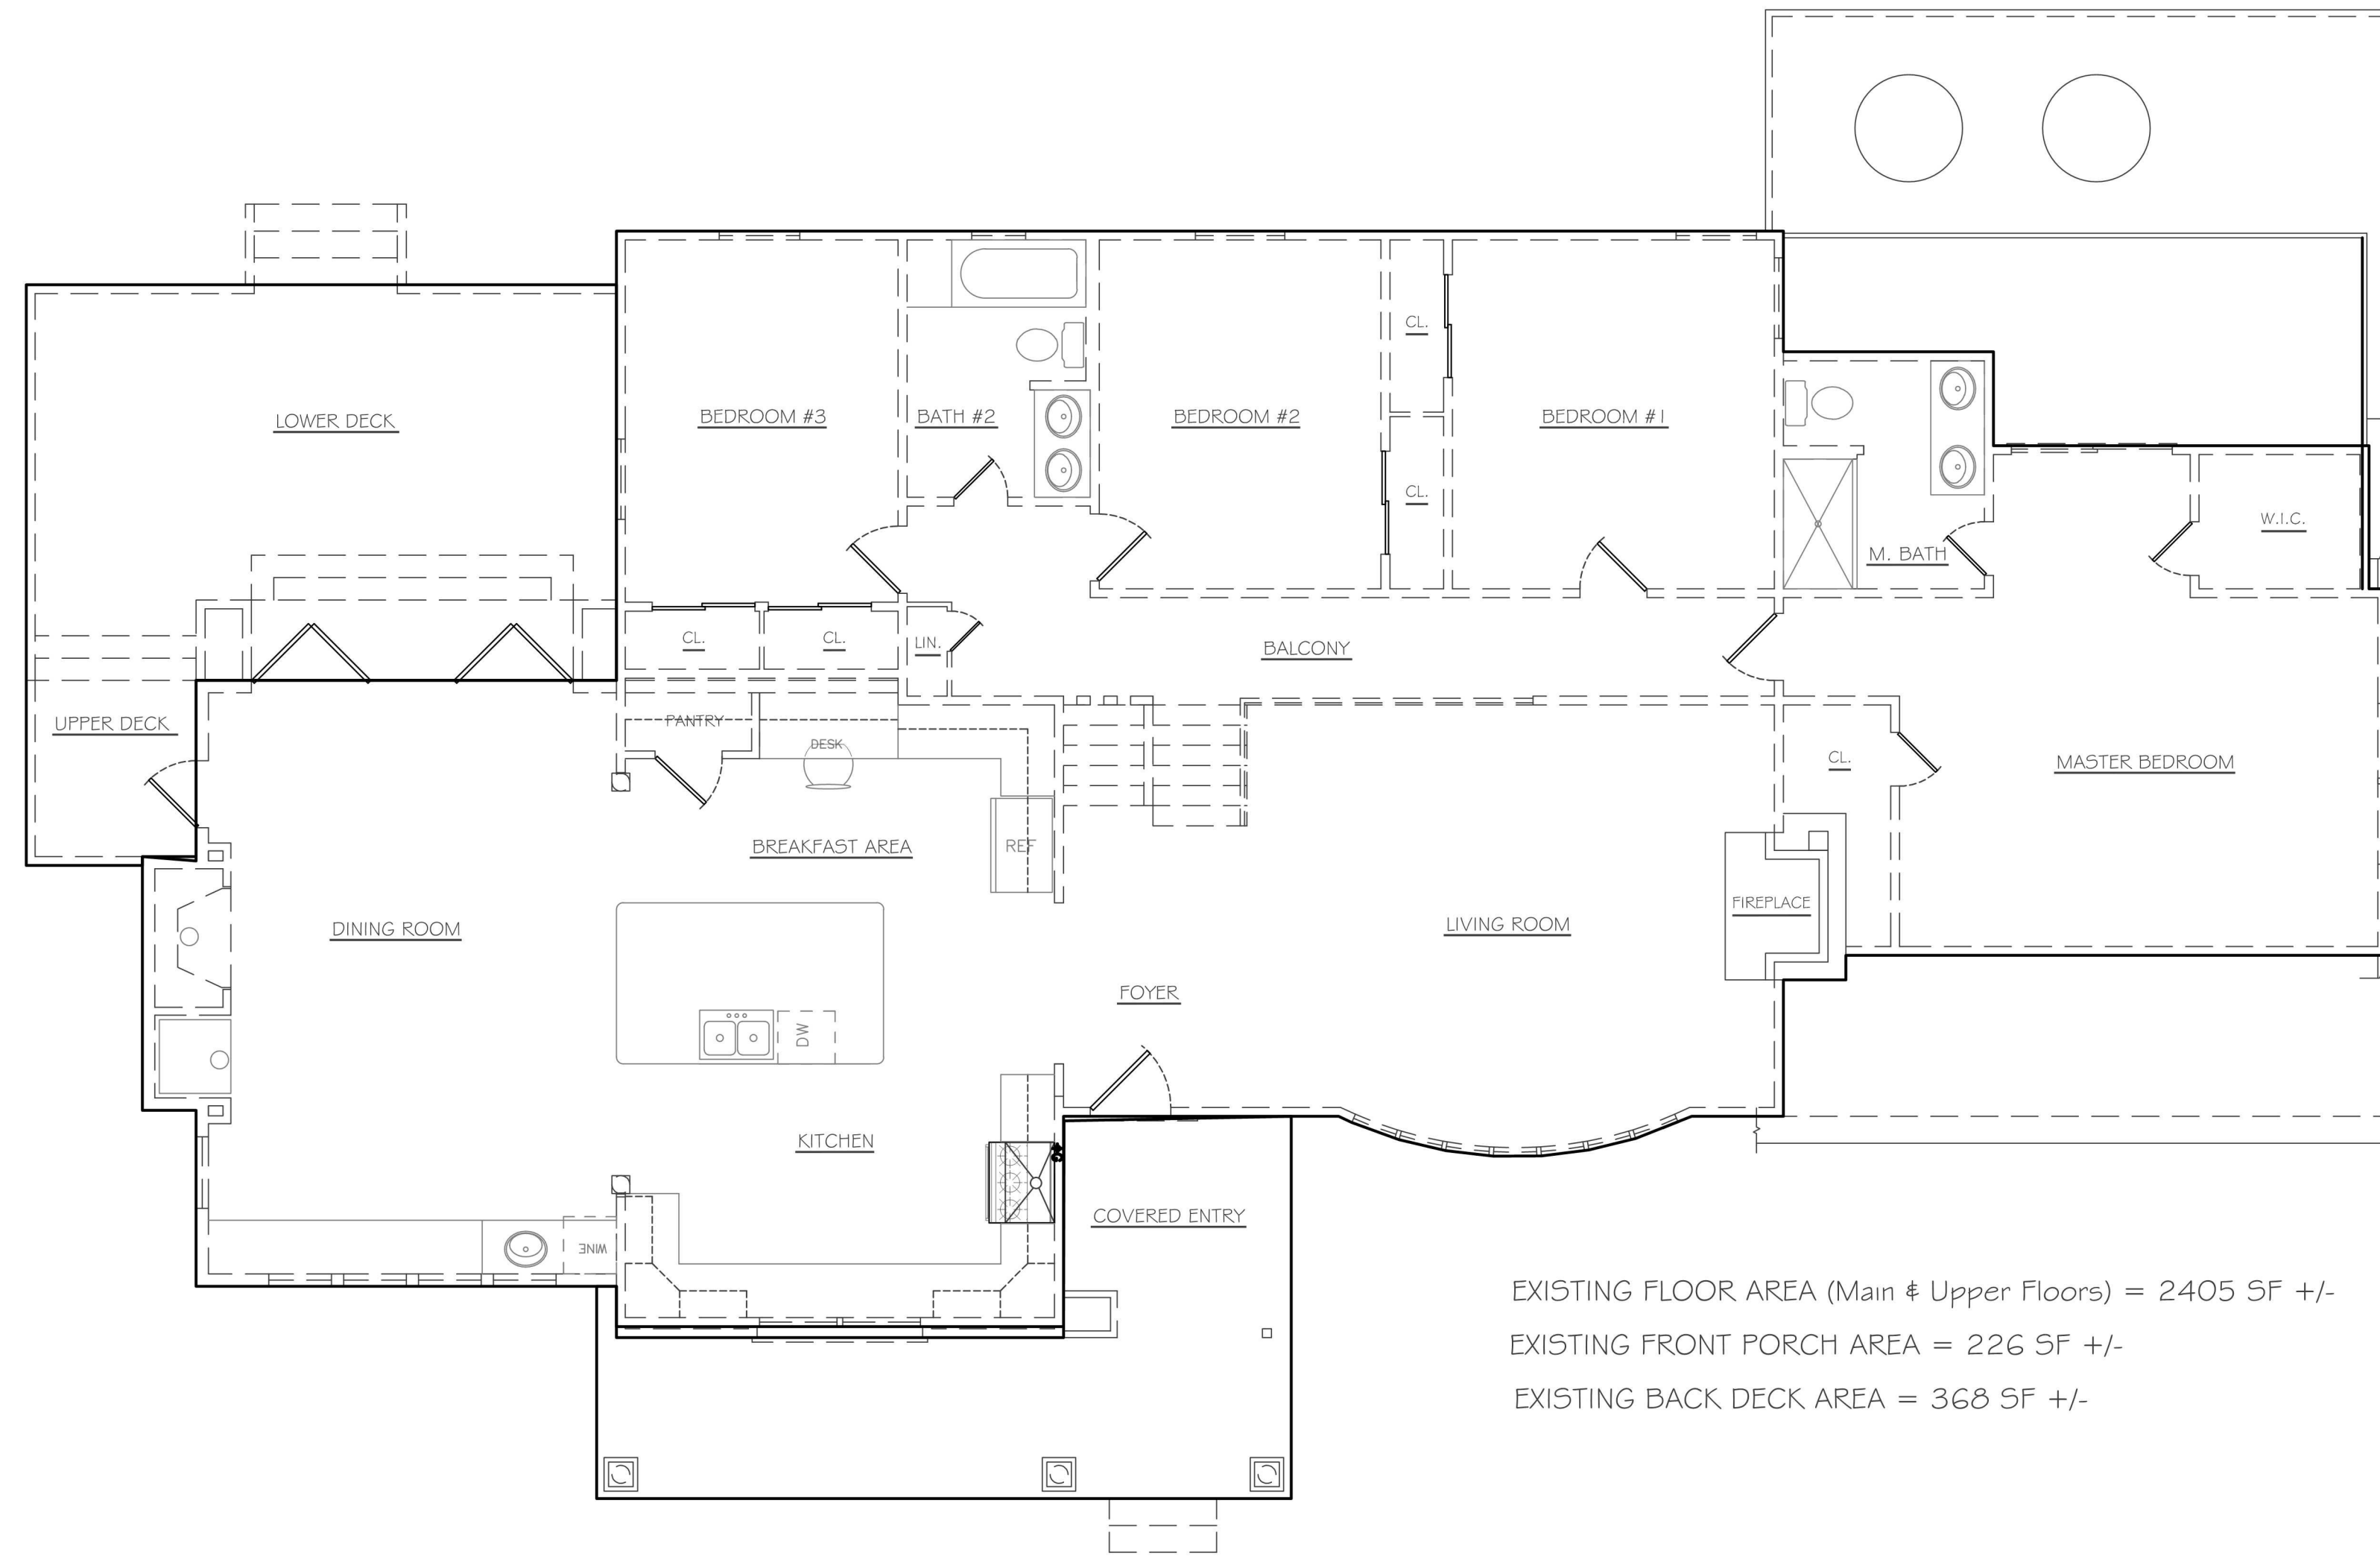 LOWER DECK
BEDROOM #3
BATH #2
BEDROOM #2
CL.
CL.
BEDROOM #1
M. BATH
W.I.C.
CL.
CL.
LIN.
BALCONY
UPPER DECK
PANTRY
DESK
CL.
MASTER BEDROOM
BREAKFAST AREA
REF
DINING ROOM
LIVING ROOM
FIREPLACE
FOYER
DW
KITCHEN
WINE
COVERED ENTRY
EXISTING FLOOR AREA (Main & Upper Floors) = 2405 SF +/-
EXISTING FRONT PORCH AREA = 226 SF +/-
EXISTING BACK DECK AREA = 368 SF +/-